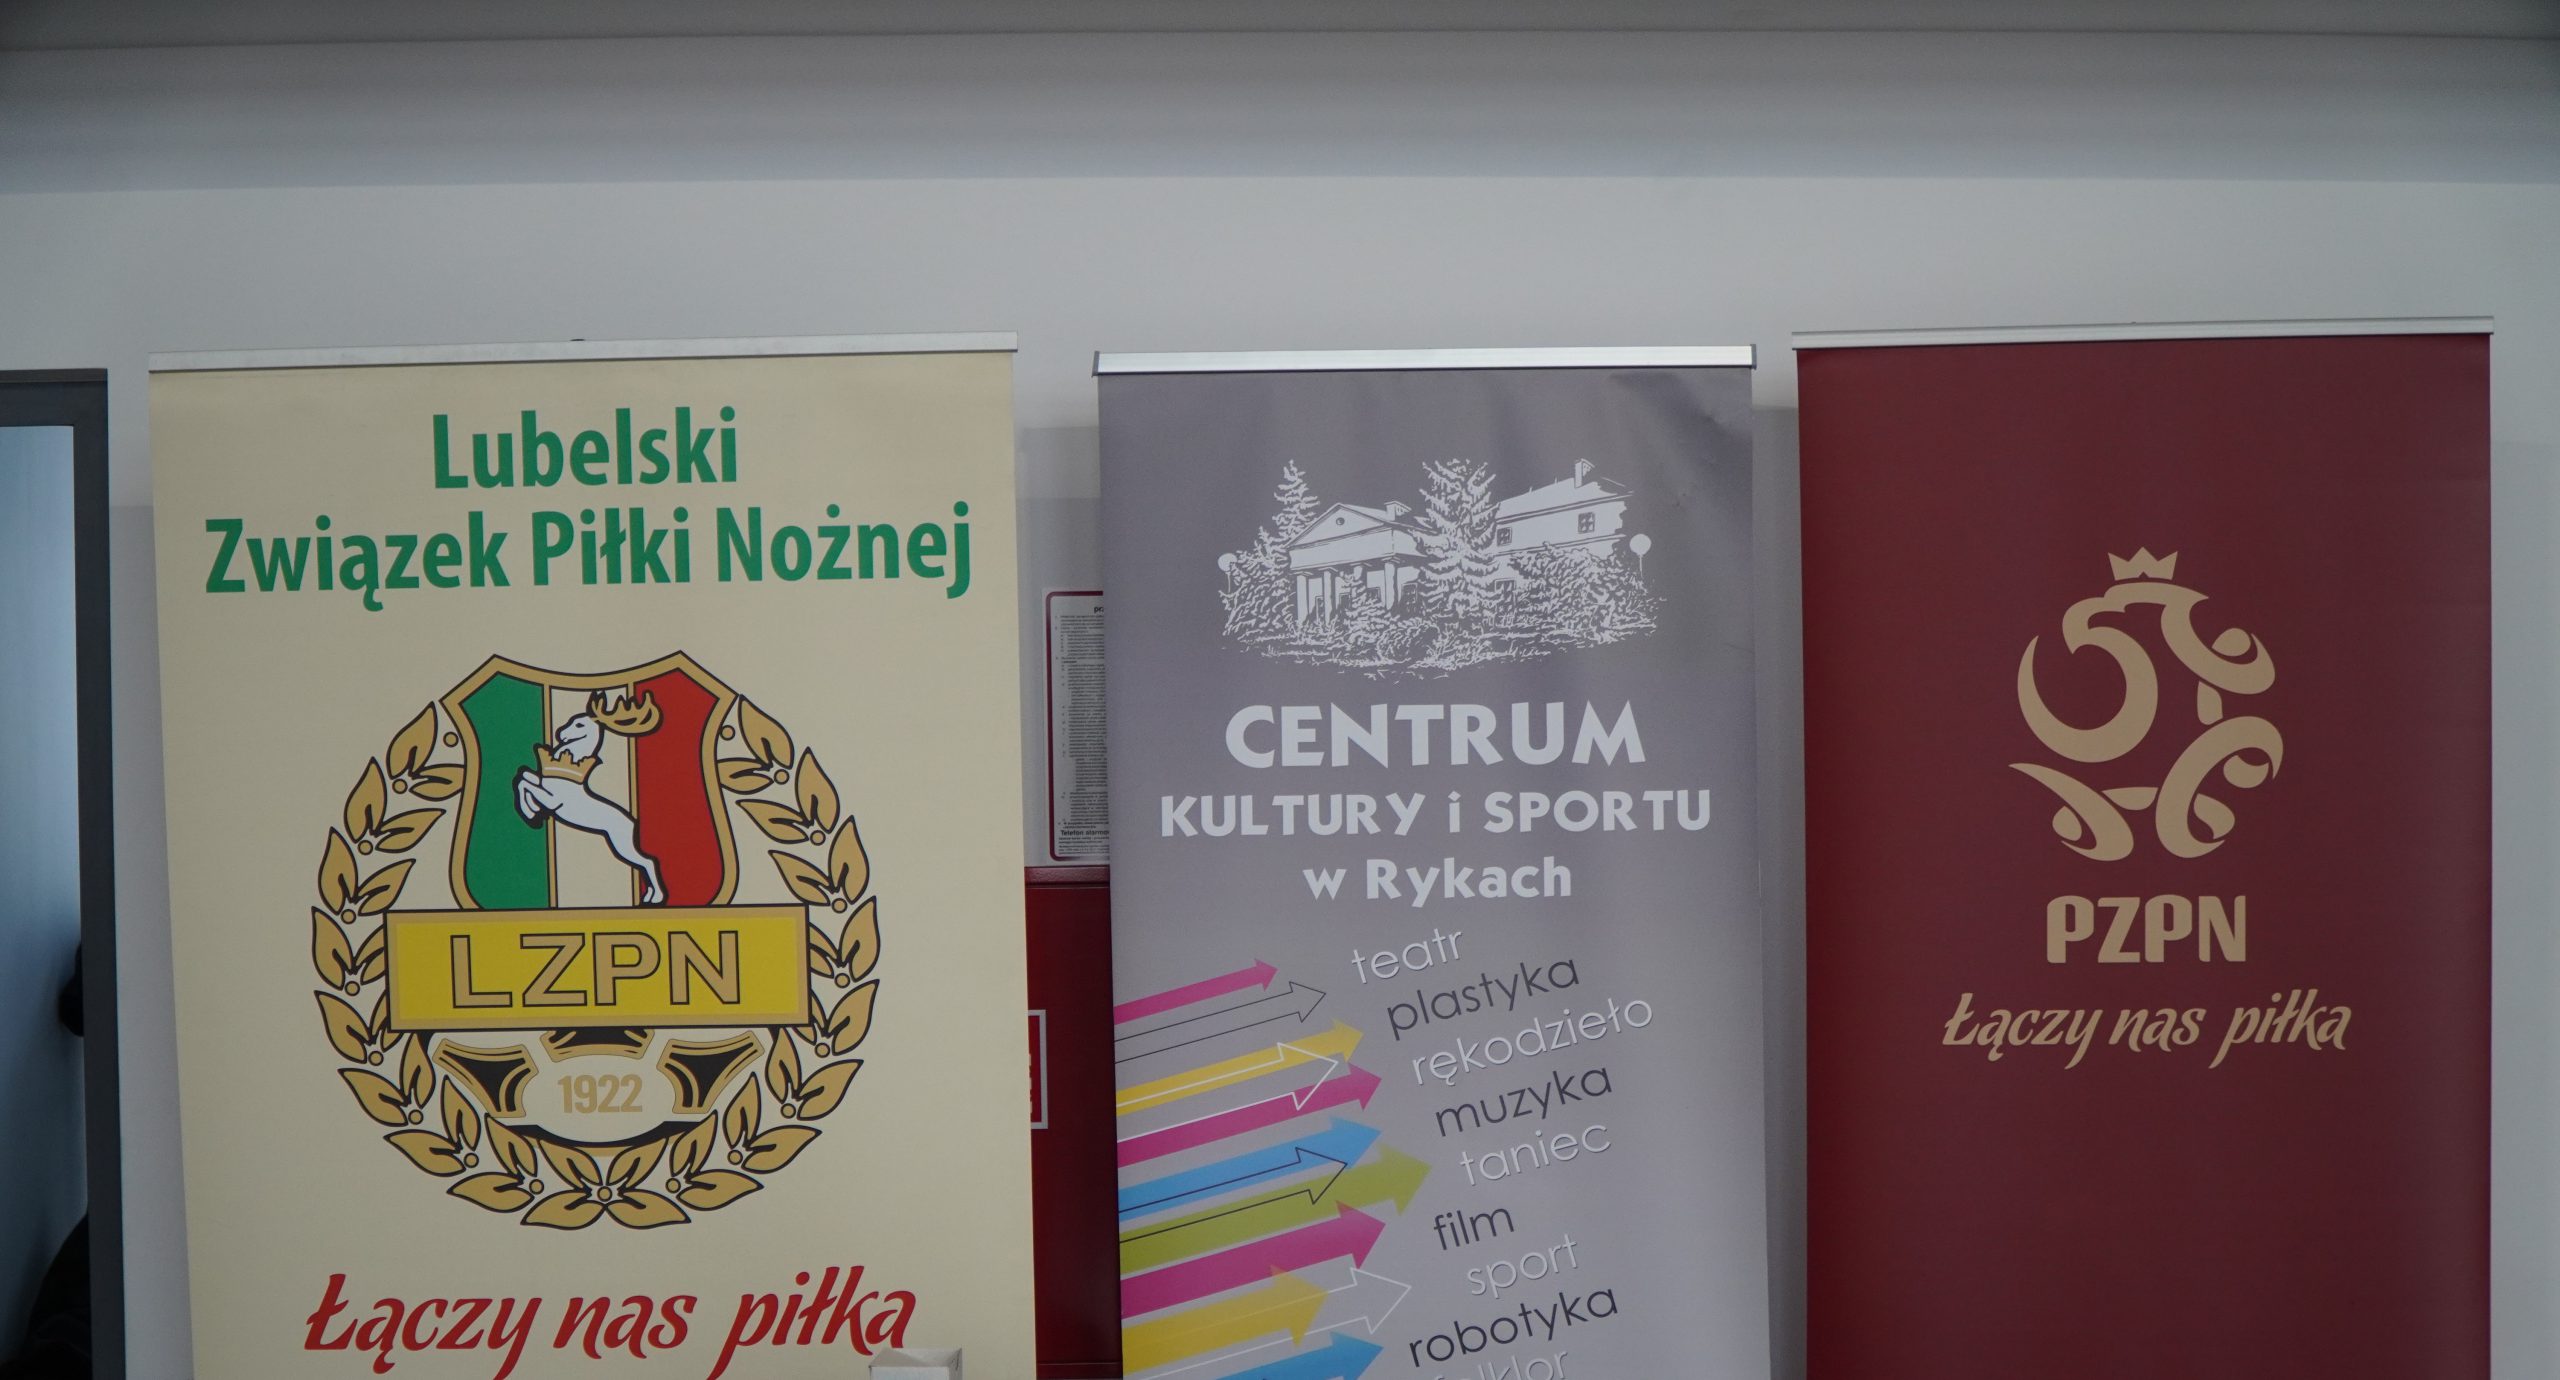 Lubelski
Związek Piłki Nożnej
LZPN
1922
Łączy nas piłka
CENTRUM
KULTURY i SPORTU
w Rykach
teatr
plastyka
rękodzieło
muzyka
taniec
film
sport
robotyka
folklor
PZPN
Łączy nas piłka